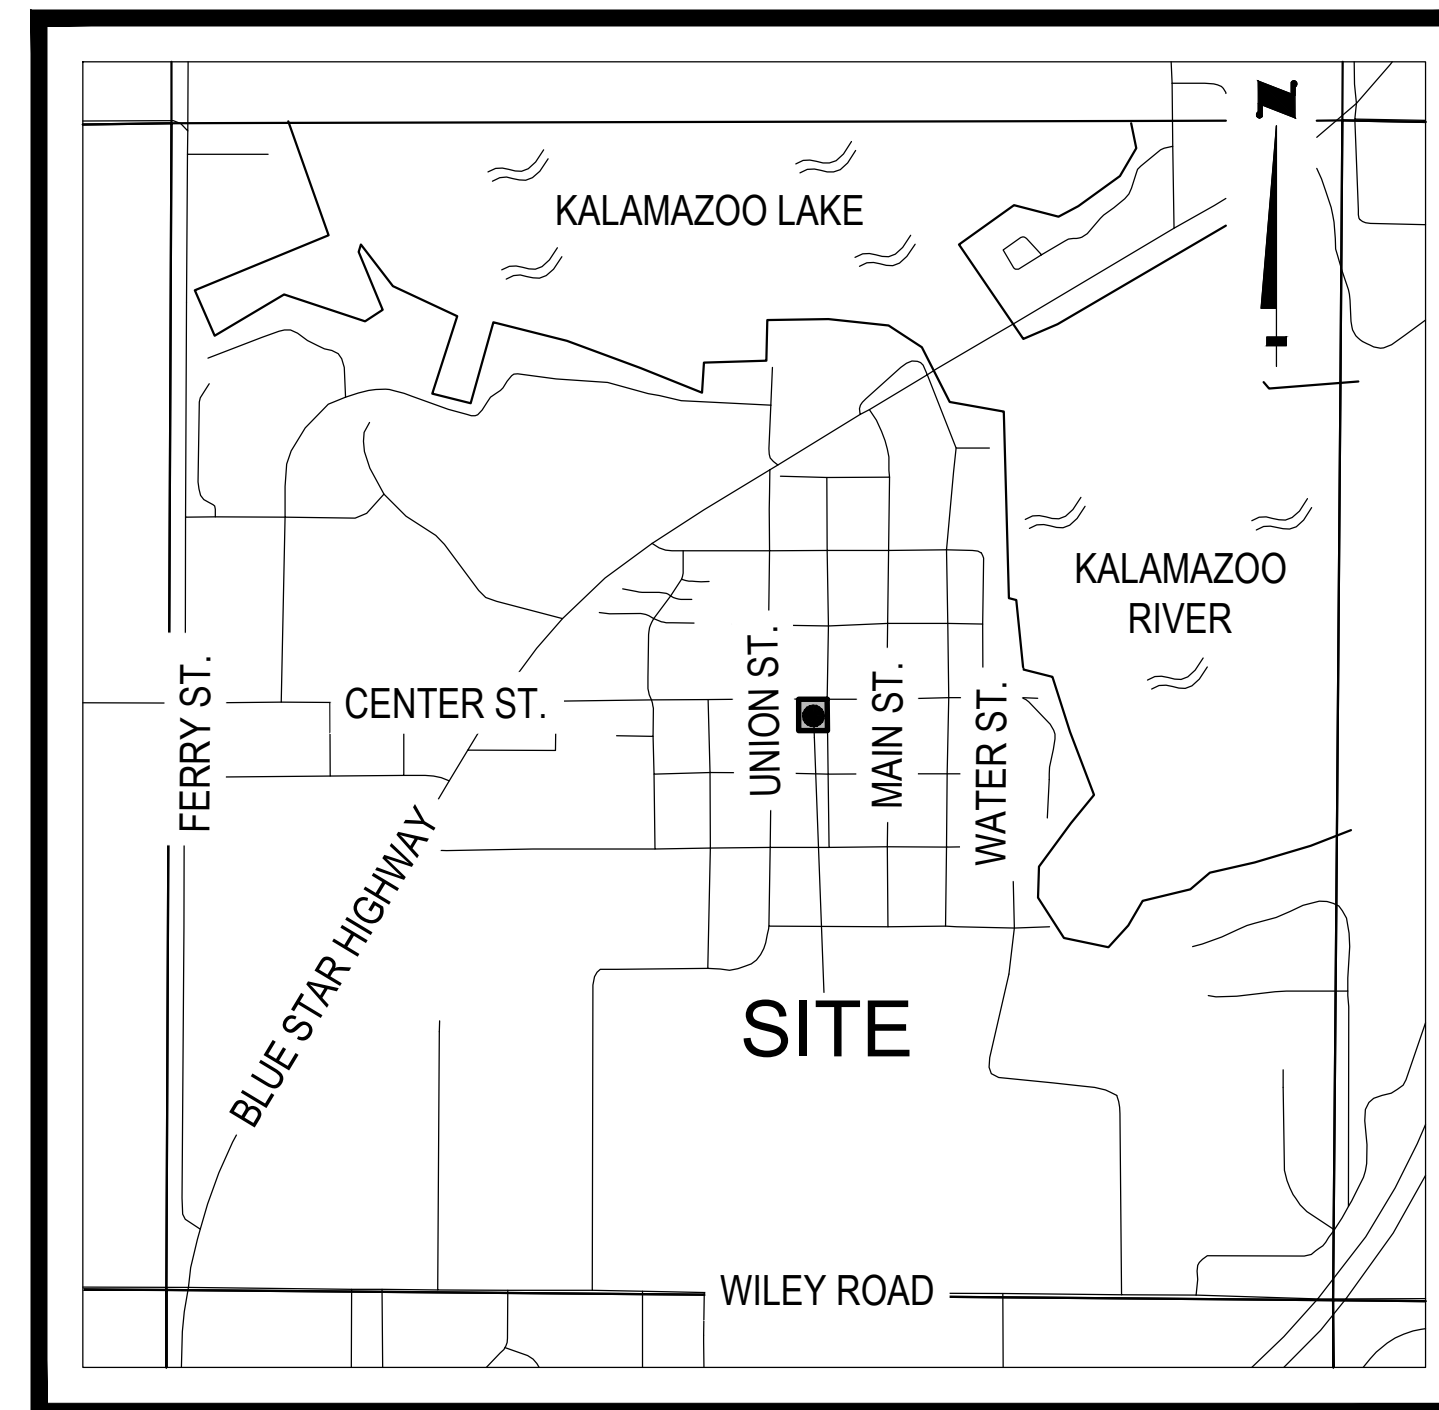 N
KALAMAZOO LAKE
KALAMAZOO
RIVER
FERRY ST.
CENTER ST.
UNION ST.
MAIN ST.
WATER ST.
BLUE STAR HIGHWAY
SITE
WILEY ROAD